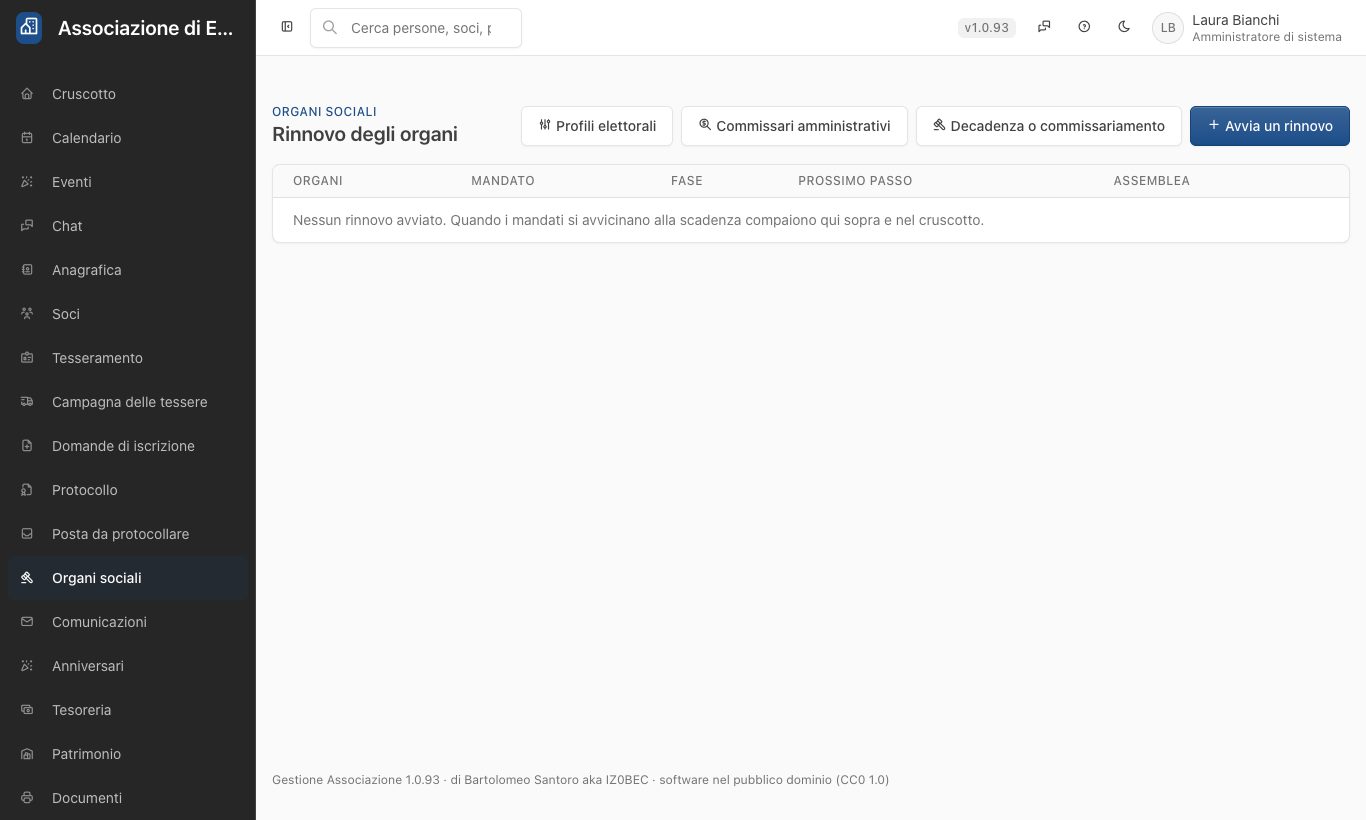 Associazione di E...
Cerca persone, soci, p
v1.0.93
LB
Laura Bianchi
Amministratore di sistema
Cruscotto
Calendario
Eventi
Chat
Anagrafica
Soci
Tesseramento
Campagna delle tessere
Domande di iscrizione
Protocollo
Posta da protocollare
Organi sociali
Comunicazioni
Anniversari
Tesoreria
Patrimonio
Documenti
ORGANI SOCIALI
Rinnovo degli organi
Profili elettorali
Commissari amministrativi
Decadenza o commissariamento
+ Avvia un rinnovo
ORGANI MANDATO FASE PROSSIMO PASSO ASSEMBLEA
Nessun rinnovo avviato. Quando i mandati si avvicinano alla scadenza compaiono qui sopra e nel cruscotto.
Gestione Associazione 1.0.93 · di Bartolomeo Santoro aka IZ0BEC · software nel pubblico dominio (CC0 1.0)